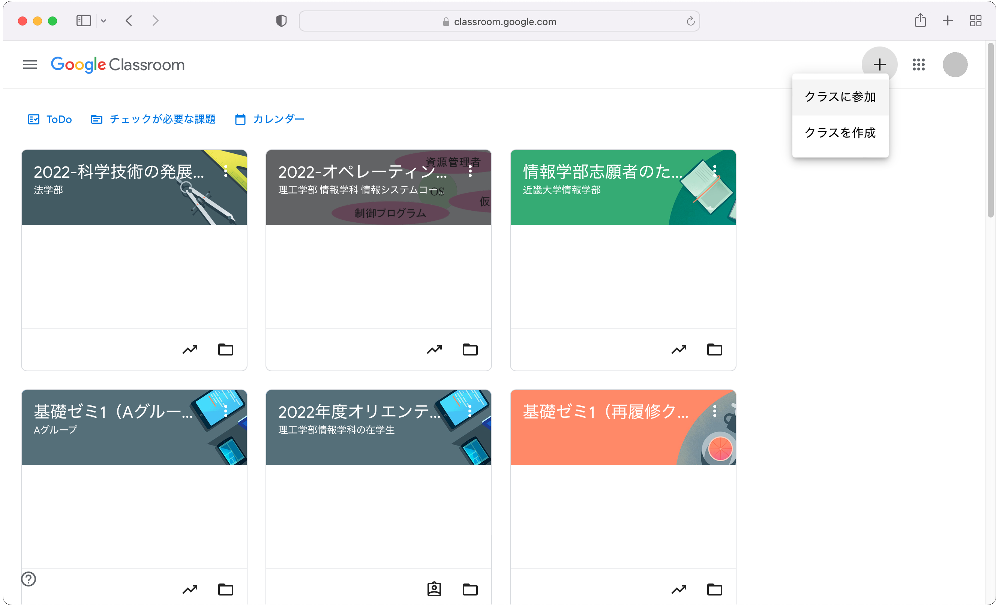 classroom.google.com
Google Classroom
クラスに参加
クラスを作成
ToDo
チェックが必要な課題
カレンダー
2022-科学技術の発展...
法学部
2022-オペレーティン...
理工学部 情報学科 情報システムコー...
資源管理者
OS
仮
制御プログラム
情報学部志願者のた...
近畿大学情報学部
基礎ゼミ1（Aグルー...
Aグループ
2022年度オリエンテ...
理工学部情報学科の在学生
基礎ゼミ1（再履修ク...